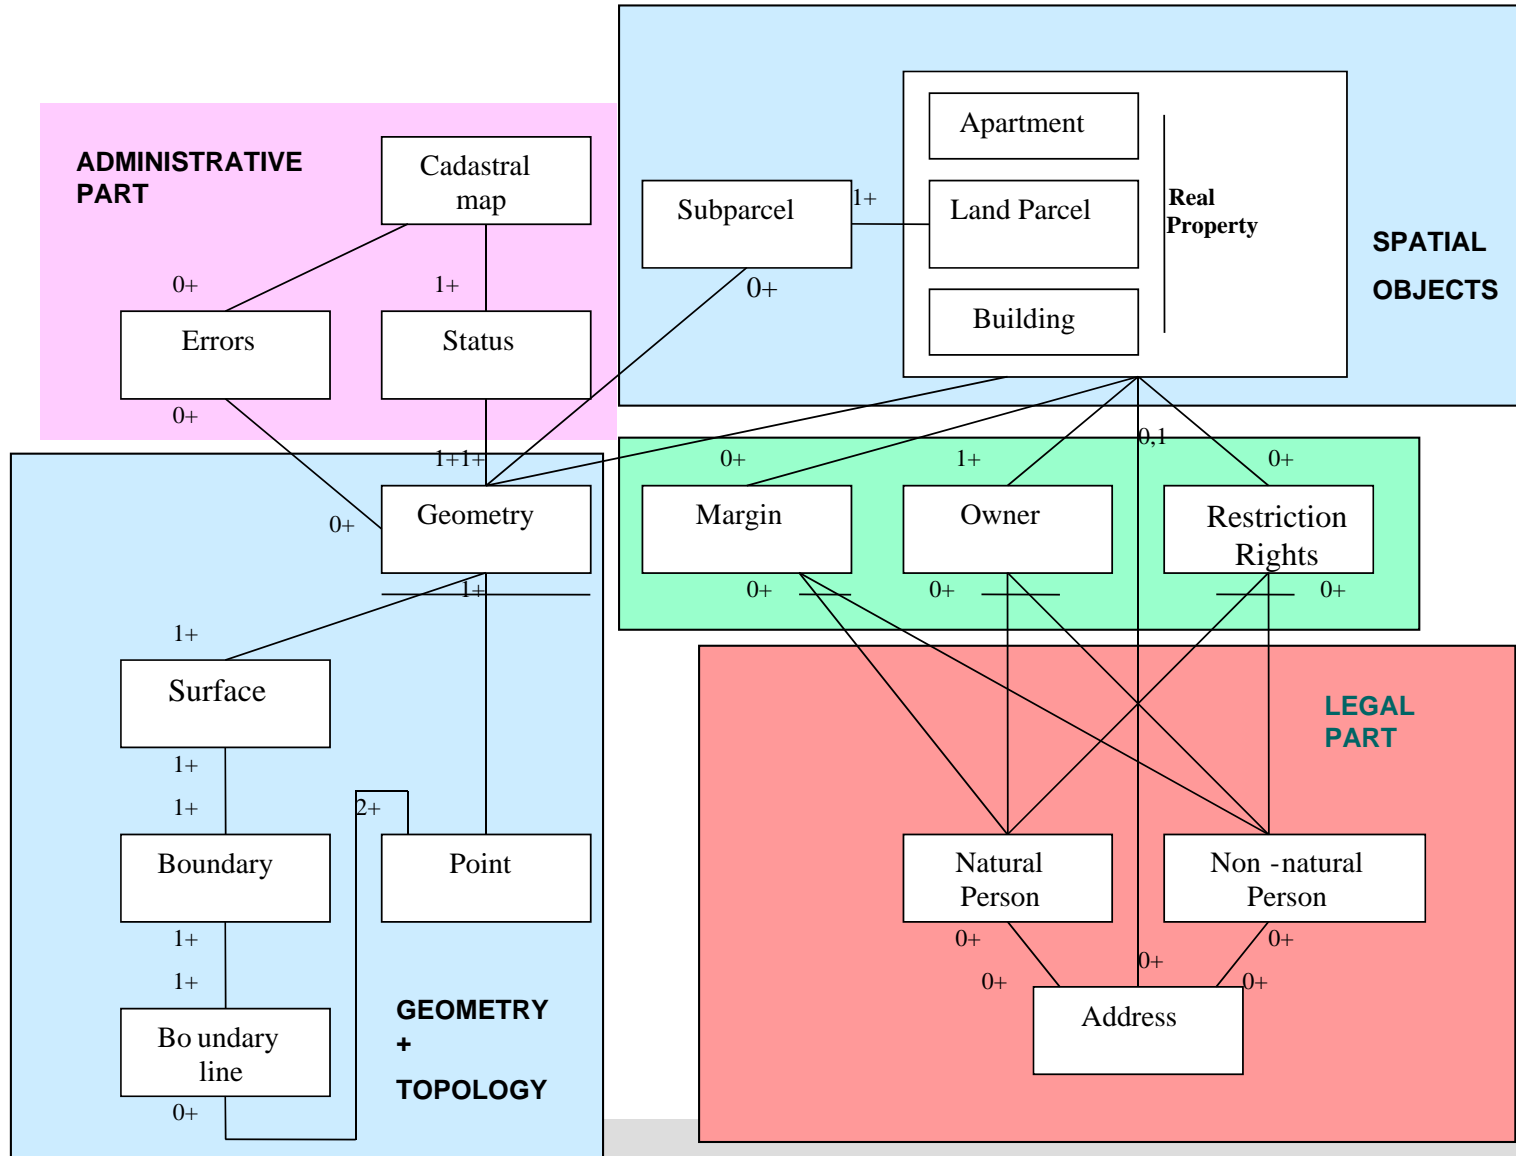 ADMINISTRATIVE
PART
Cadastral
map
0+
1+
Errors
Status
0+
1+1+
Apartment
Subparcel
1+
Land Parcel
Real
Property
0+
Building
SPATIAL
OBJECTS
0,1
0+
1+
0+
0+
Geometry
Margin
Owner
Restriction
Rights
1+
0+
0+
0+
1+
Surface
1+
1+
2+
Boundary
Point
1+
1+
Bo undary
line
0+
GEOMETRY
+
TOPOLOGY
LEGAL
PART
Natural
Person
Non -natural
Person
0+
0+
0+
0+
0+
Address